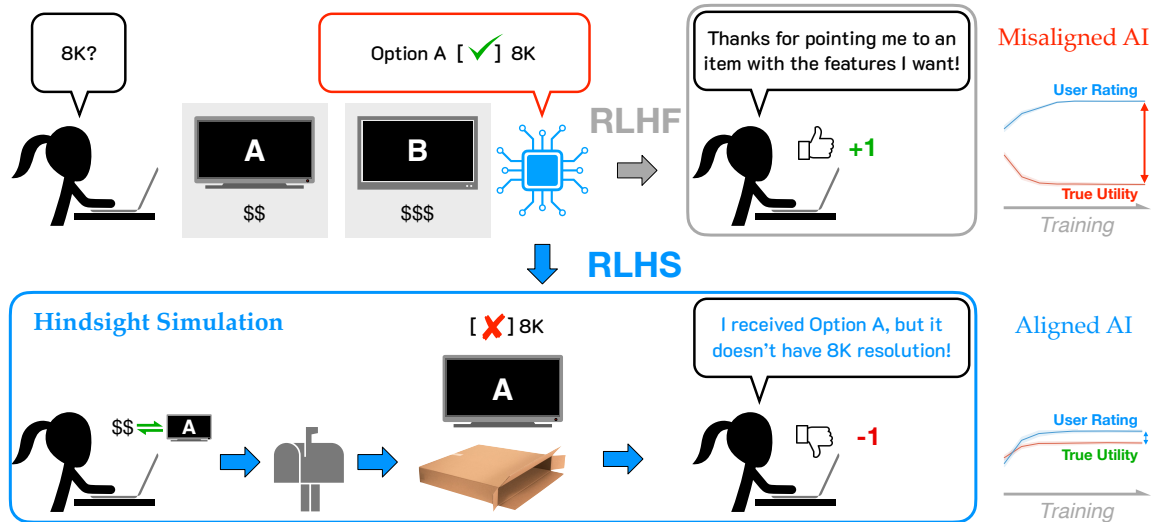 8K?
Option A [✓] 8K
A
$$
B
$$$
RLHF
Thanks for pointing me to an
item with the features I want!
+1
Misaligned AI
User Rating
True Utility
Training
RLHS
Hindsight Simulation
$$
A
[✘] 8K
A
I received Option A, but it
doesn't have 8K resolution!
-1
Aligned AI
User Rating
True Utility
Training